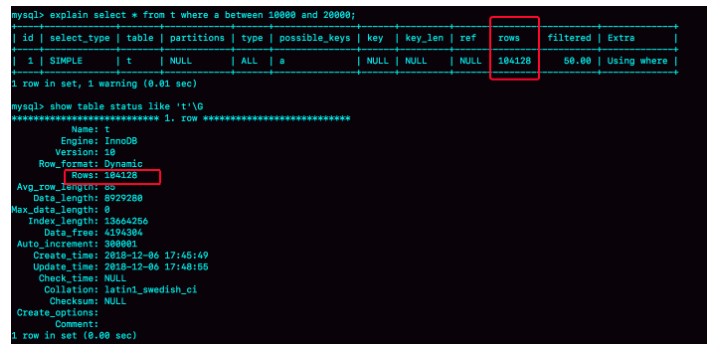 mysql> explain select * from t where a between 10000 and 20000;
+----+-------------+-------+------------+------+---------------+------+---------+------+--------+----------+-------------+
| id | select_type | table | partitions | type | possible_keys | key | key_len | ref | rows | filtered | Extra |
+----+-------------+-------+------------+------+---------------+------+---------+------+--------+----------+-------------+
| 1 | SIMPLE | t | NULL | ALL | a | NULL | NULL | NULL | 104128 | 50.00 | Using where |
+----+-------------+-------+------------+------+---------------+------+---------+------+--------+----------+-------------+
1 row in set, 1 warning (0.01 sec)
mysql> show table status like 't'\G
*************************** 1. row ***************************
Name: t
Engine: InnoDB
Version: 10
Row_format: Dynamic
Rows: 104128
Avg_row_length: 85
Data_length: 8929280
Max_data_length: 0
Index_length: 13664256
Data_free: 4194304
Auto_increment: 300001
Create_time: 2018-12-06 17:45:49
Update_time: 2018-12-06 17:48:55
Check_time: NULL
Collation: latin1_swedish_ci
Checksum: NULL
Create_options:
Comment:
1 row in set (0.00 sec)